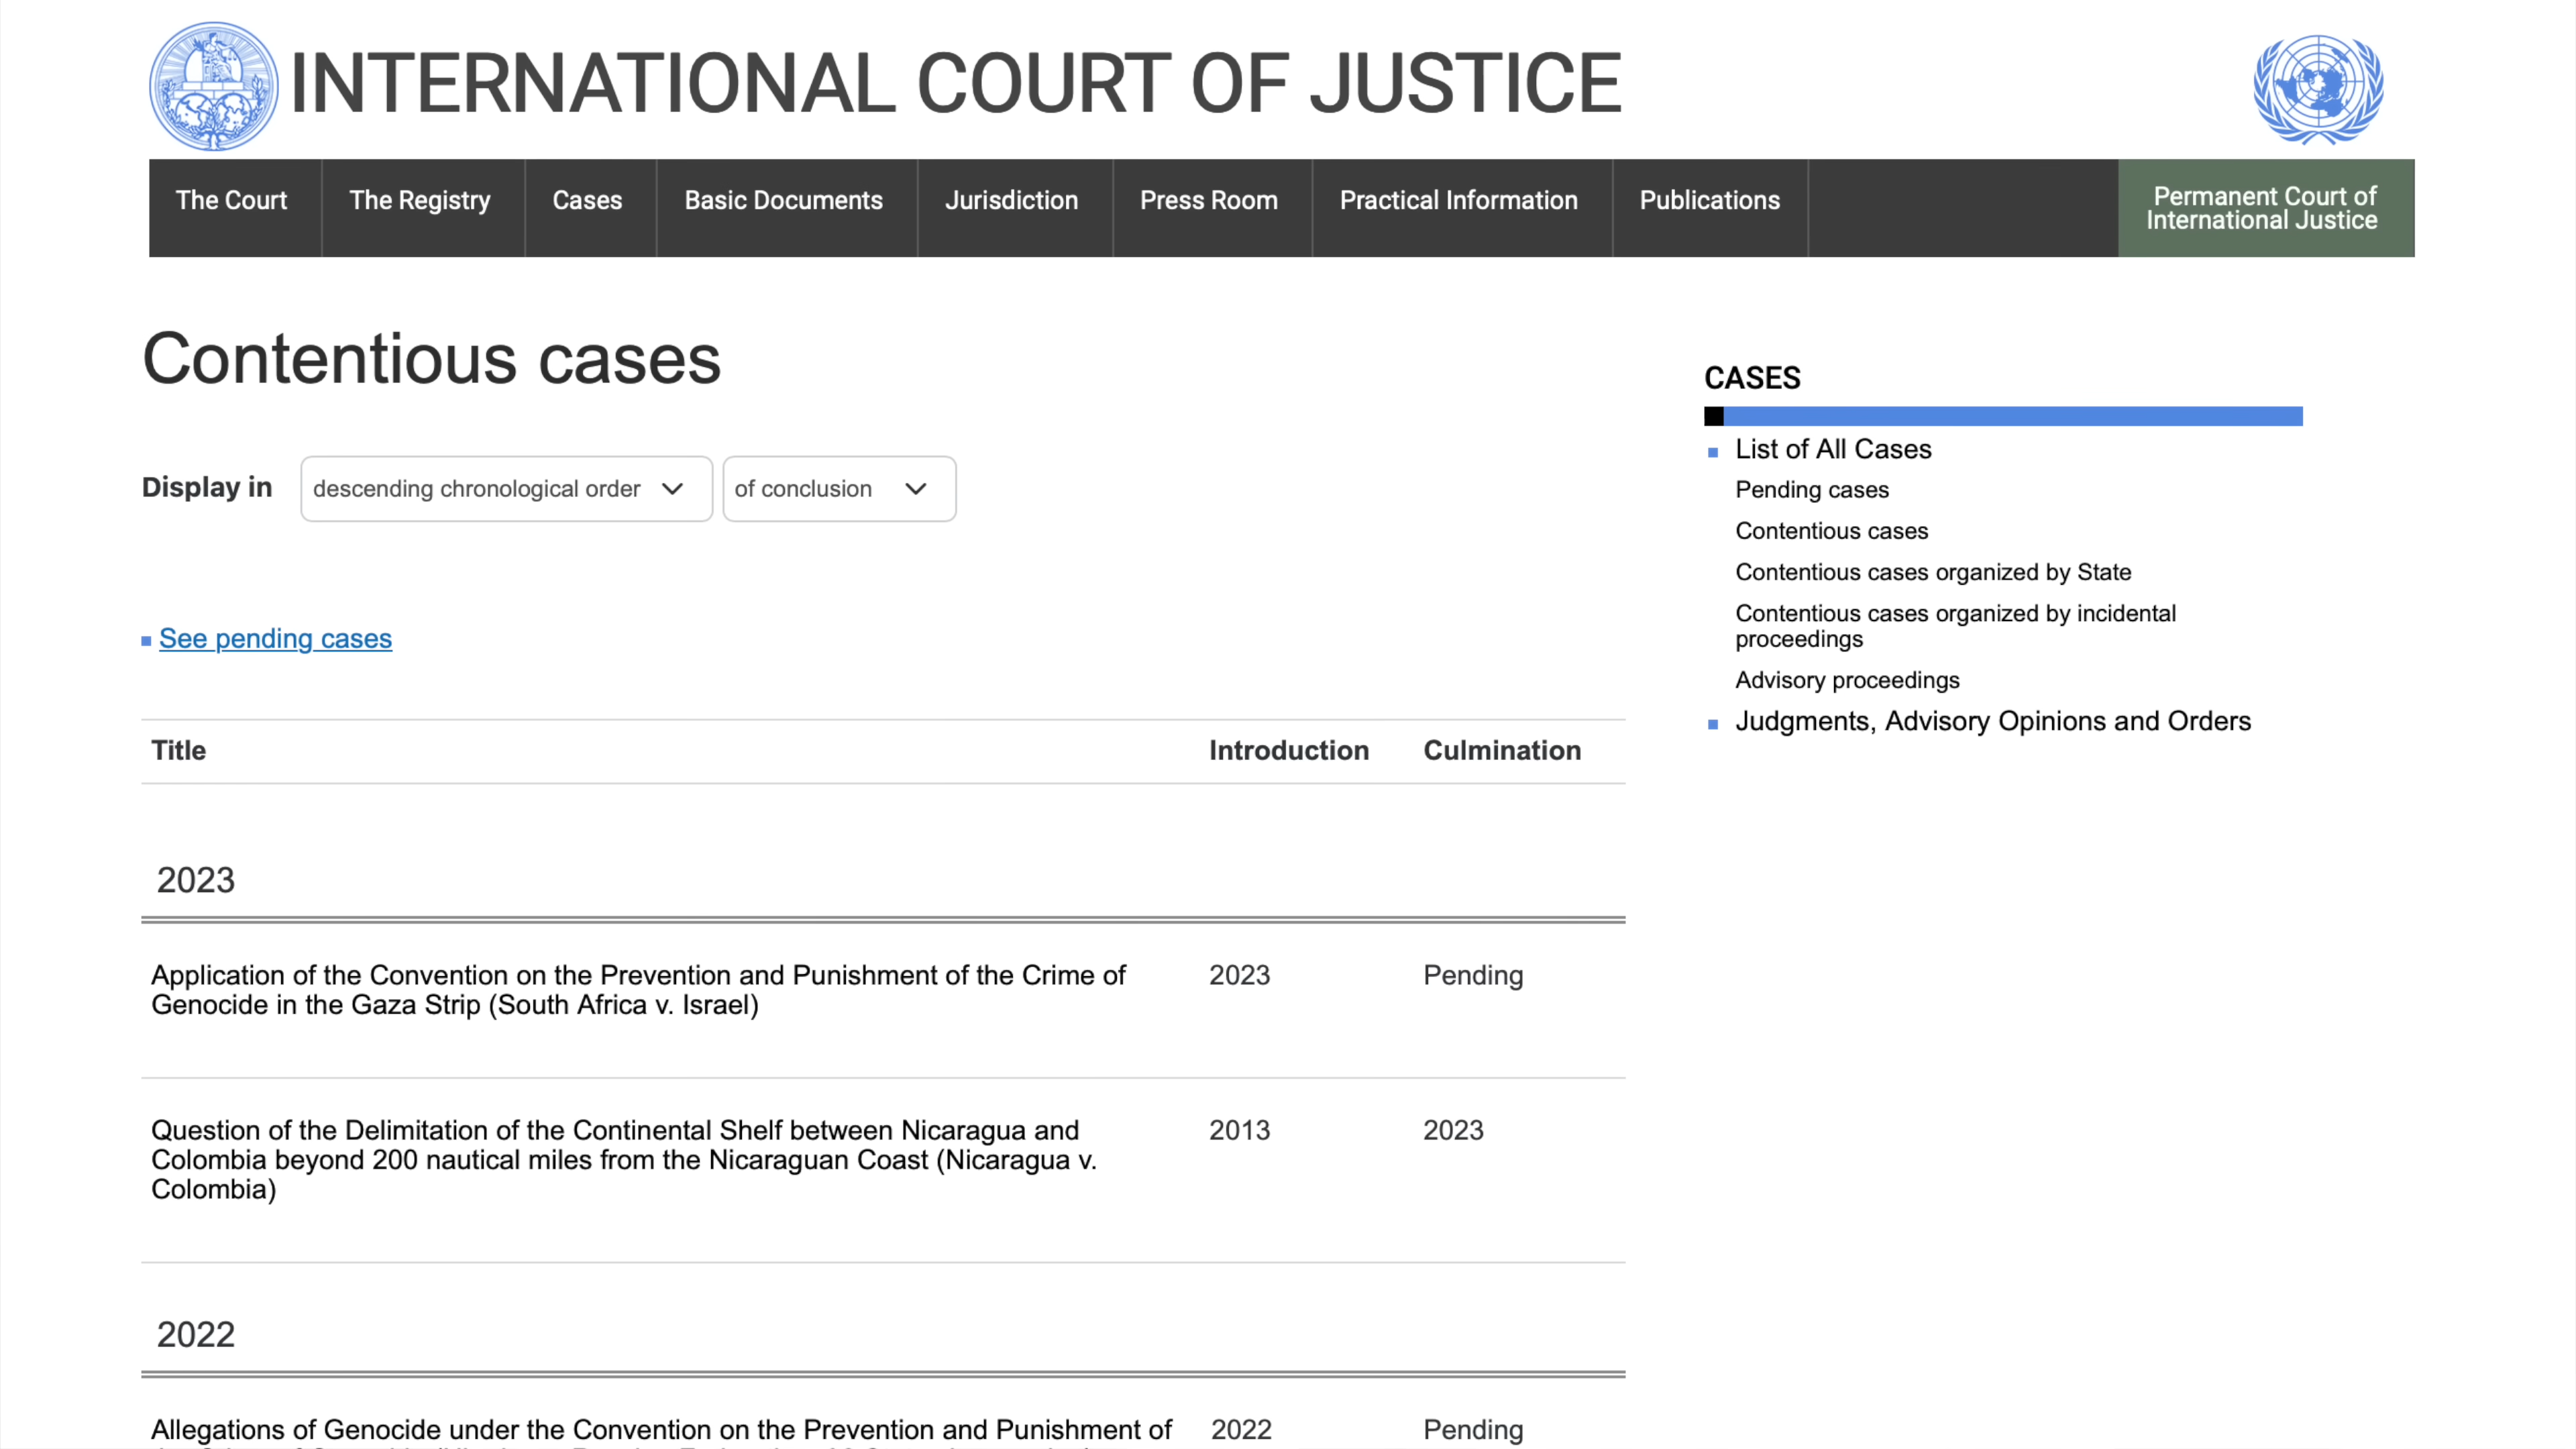 INTERNATIONAL COURT OF JUSTICE
The Court
The Registry
Cases
Basic Documents
Jurisdiction
Press Room
Practical Information
Publications
Permanent Court of
International Justice
Contentious cases
Display in
descending chronological order
of conclusion
See pending cases
Title
Introduction
Culmination
2023
Application of the Convention on the Prevention and Punishment of the Crime of
Genocide in the Gaza Strip (South Africa v. Israel)
2023
Pending
Question of the Delimitation of the Continental Shelf between Nicaragua and
Colombia beyond 200 nautical miles from the Nicaraguan Coast (Nicaragua v.
Colombia)
2013
2023
2022
Allegations of Genocide under the Convention on the Prevention and Punishment of
2022
Pending
CASES
List of All Cases
Pending cases
Contentious cases
Contentious cases organized by State
Contentious cases organized by incidental
proceedings
Advisory proceedings
Judgments, Advisory Opinions and Orders